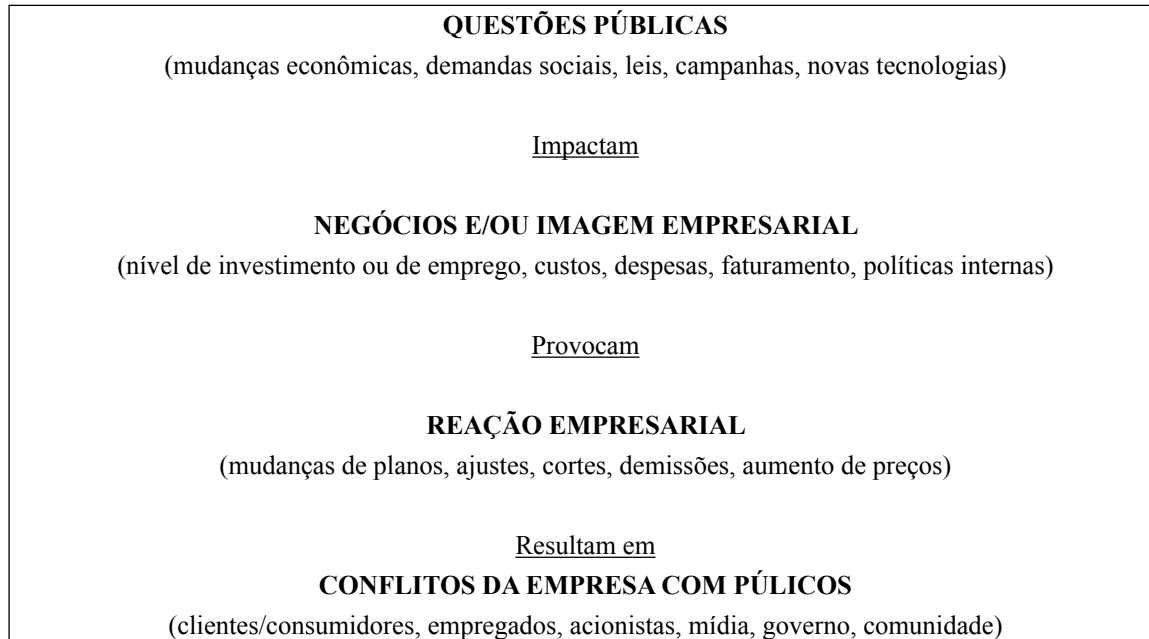 QUESTÕES PÚBLICAS
(mudanças econômicas, demandas sociais, leis, campanhas, novas tecnologias)
Impactam
NEGÓCIOS E/OU IMAGEM EMPRESARIAL
(nível de investimento ou de emprego, custos, despesas, faturamento, políticas internas)
Provocam
REAÇÃO EMPRESARIAL
(mudanças de planos, ajustes, cortes, demissões, aumento de preços)
Resultam em
CONFLITOS DA EMPRESA COM PÚLICOS
(clientes/consumidores, empregados, acionistas, mídia, governo, comunidade)